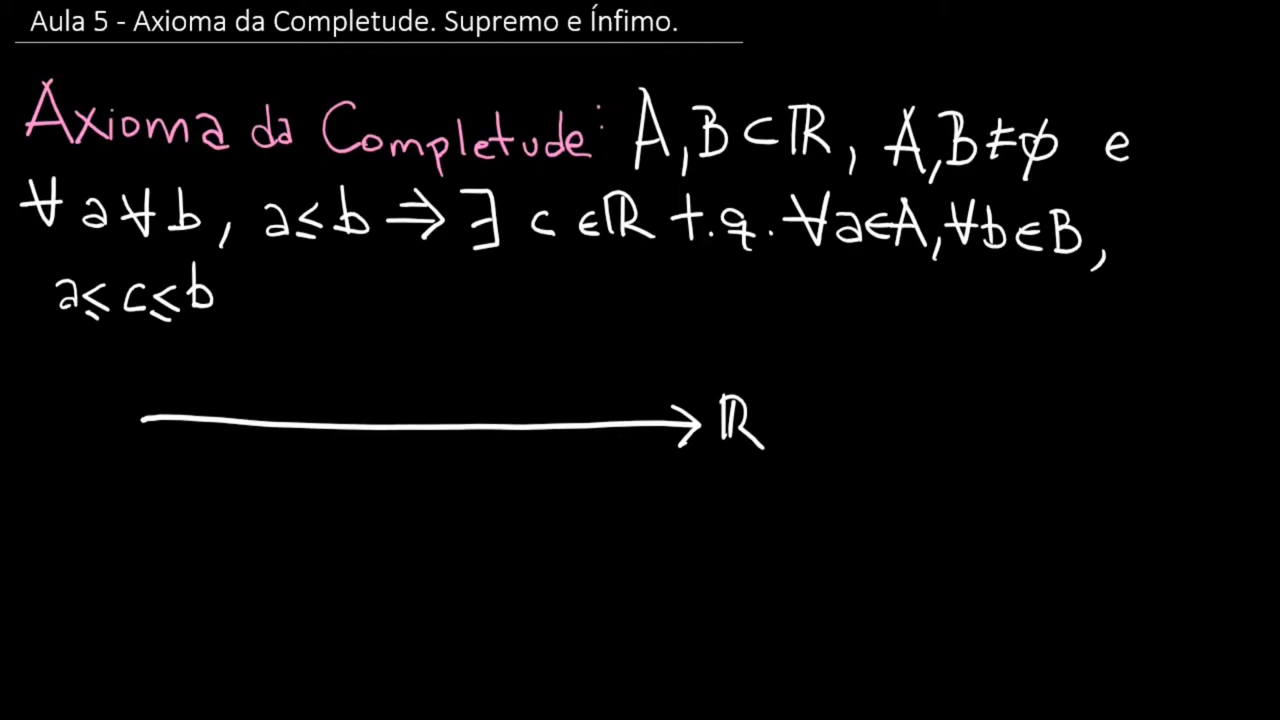 Aula 5 - Axioma da Completude. Supremo e Ínfimo.
Axioma da Completude: A, B ⊂ ℝ, A, B ≠ ∅ e
∀ a ∀ b, a ≤ b ⇒ ∃ c ∈ ℝ t.q. ∀a ∈ A, ∀b ∈ B,
a ≤ c ≤ b
ℝ